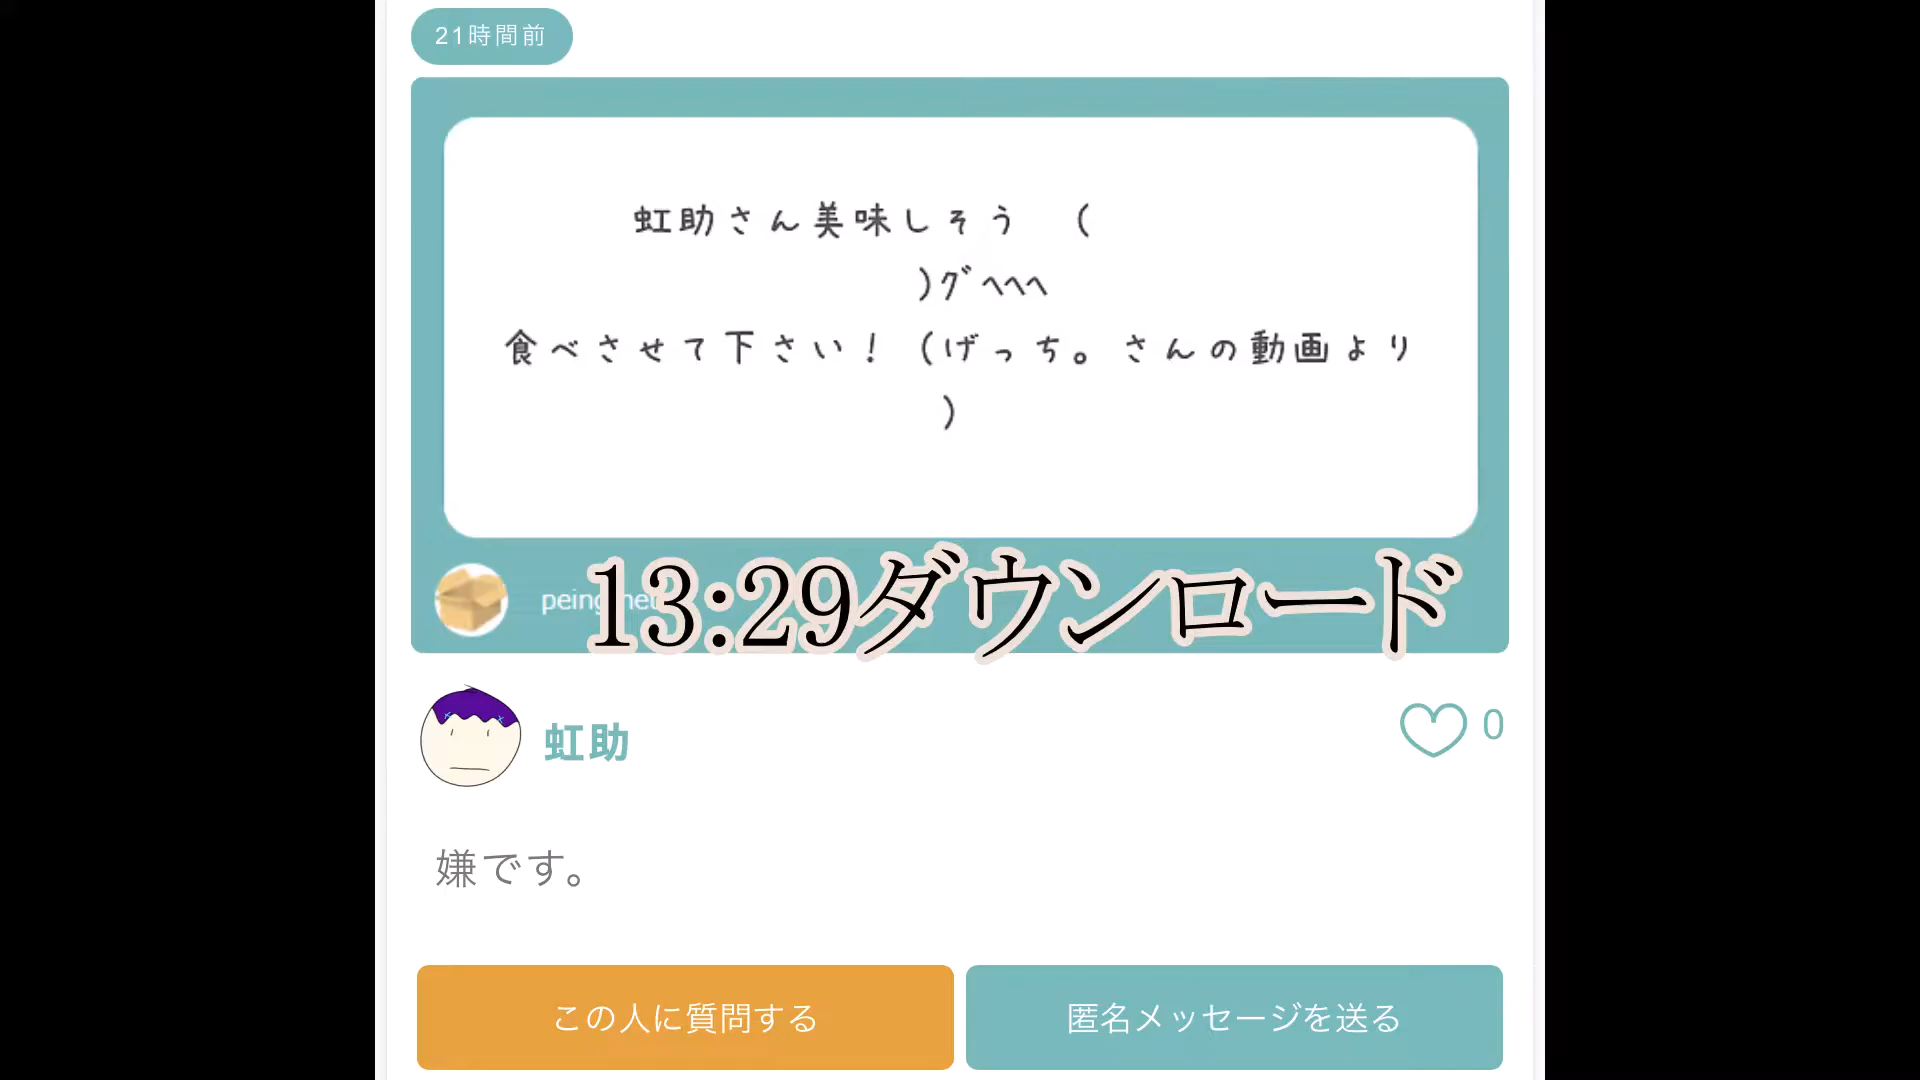 21時間前
虹助さん美味しそう (
)グヘヘヘ
食べさせて下さい! (げっち。さんの動画より
)
peing.net
13:29ダウンロード
虹助
0
嫌です。
この人に質問する
匿名メッセージを送る